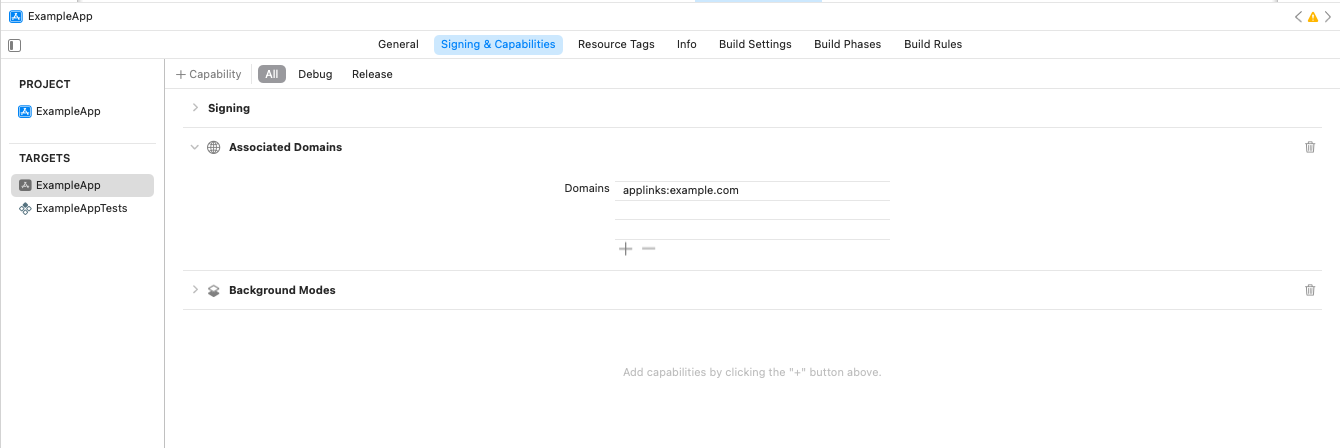 ExampleApp
General Signing & Capabilities Resource Tags Info Build Settings Build Phases Build Rules
PROJECT
ExampleApp
TARGETS
ExampleApp
ExampleAppTests
+ Capability All Debug Release
Signing
Associated Domains
Domains applinks:example.com
Background Modes
Add capabilities by clicking the "+" button above.